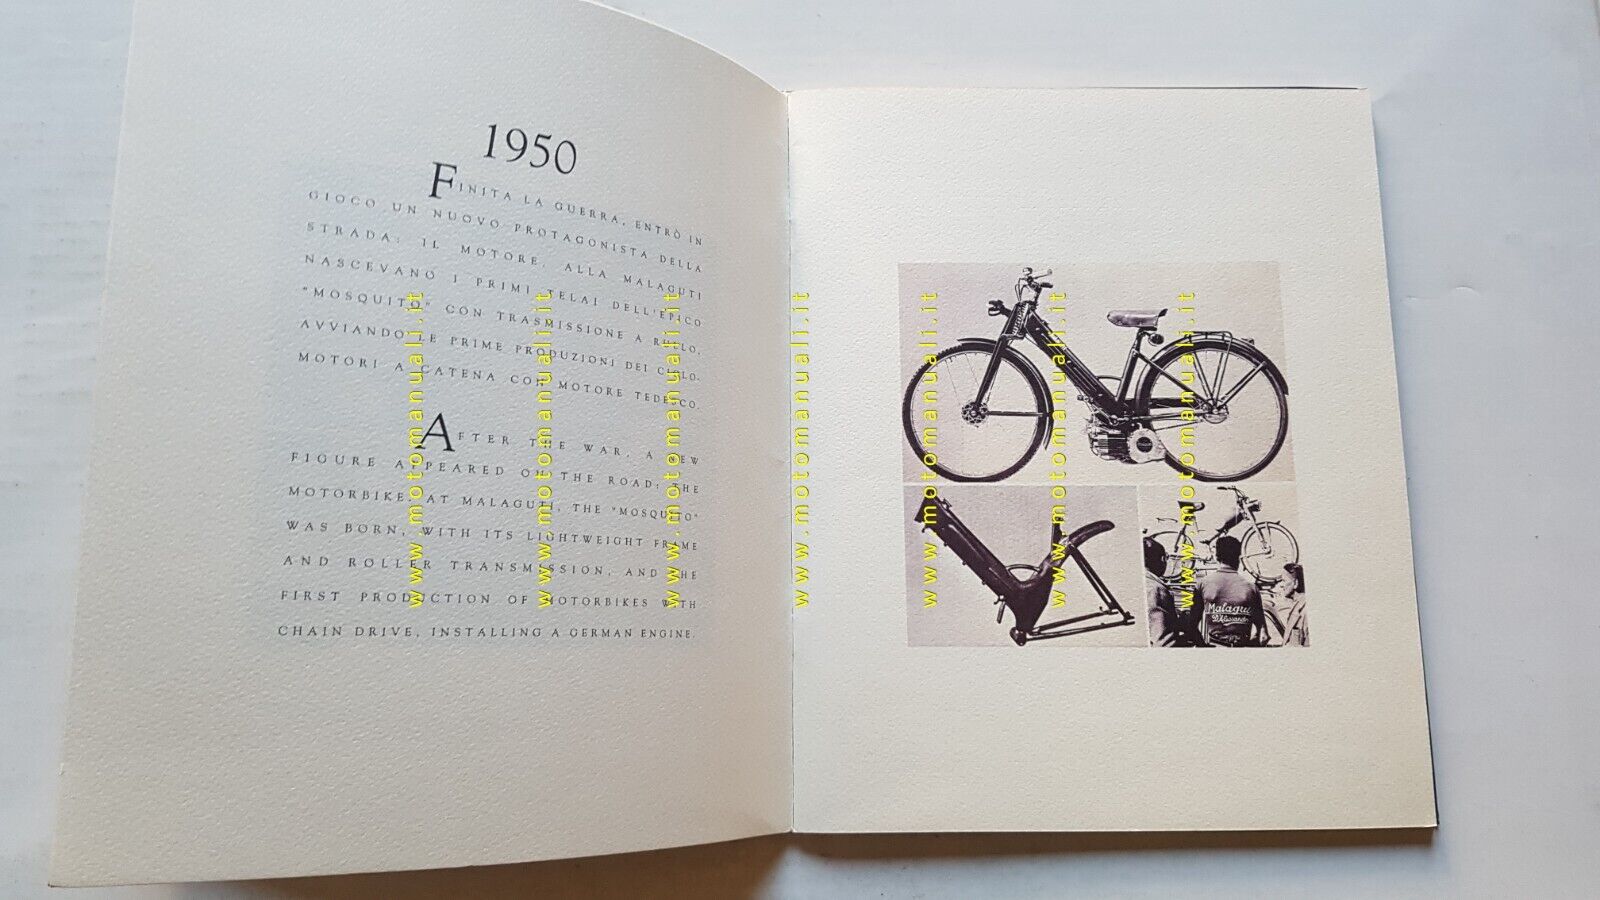 1950
FINITA LA GUERRA, ENTRÒ IN
GIOCO UN NUOVO PROTAGONISTA DELLA
STRADA: IL MOTORE. ALLA MALAGUTI
NASCEVANO I PRIMI TELAI DELL'EPICO
"MOSQUITO" CON TRASMISSIONE A RULLO,
AVVIANDO LE PRIME PRODUZIONI DEI CICLO-
MOTORI A CATENA CON MOTORE TEDESCO.
AFTER THE WAR, A NEW
FIGURE APPEARED ON THE ROAD: THE
MOTORBIKE. AT MALAGUTI, THE "MOSQUITO"
WAS BORN, WITH ITS LIGHTWEIGHT FRAME
AND ROLLER TRANSMISSION, AND THE
FIRST PRODUCTION OF MOTORBIKES WITH
CHAIN DRIVE, INSTALLING A GERMAN ENGINE.
Malaguti
www.motomanuali.it
www.motomanuali.it
www.motomanuali.it
www.motomanuali.it
www.motomanuali.it
www.motomanuali.it
www.motomanuali.it